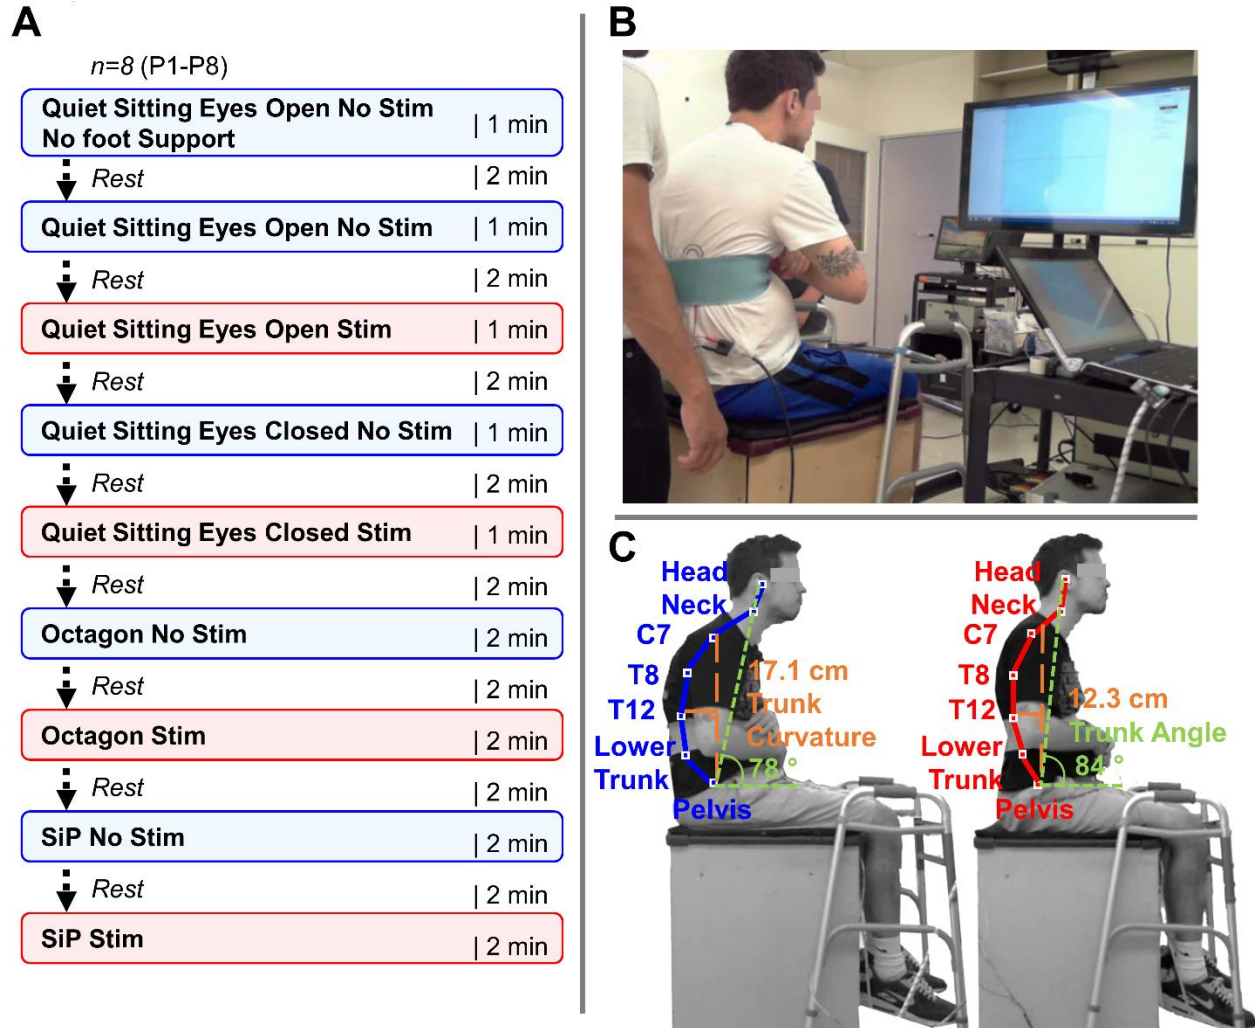 A
n=8 (P1-P8)
Quiet Sitting Eyes Open No Stim
No foot Support
| 1 min
Rest | 2 min
Quiet Sitting Eyes Open No Stim | 1 min
Rest | 2 min
Quiet Sitting Eyes Open Stim | 1 min
Rest | 2 min
Quiet Sitting Eyes Closed No Stim | 1 min
Rest | 2 min
Quiet Sitting Eyes Closed Stim | 1 min
Rest | 2 min
Octagon No Stim | 2 min
Rest | 2 min
Octagon Stim | 2 min
Rest | 2 min
SiP No Stim | 2 min
Rest | 2 min
SiP Stim | 2 min
B
C
Head
Neck
C7
T8
T12
Lower
Trunk
Pelvis
17.1 cm
Trunk
Curvature
78 °
Head
Neck
C7
T8
T12
Lower
Trunk
Pelvis
12.3 cm
Trunk Angle
84 °